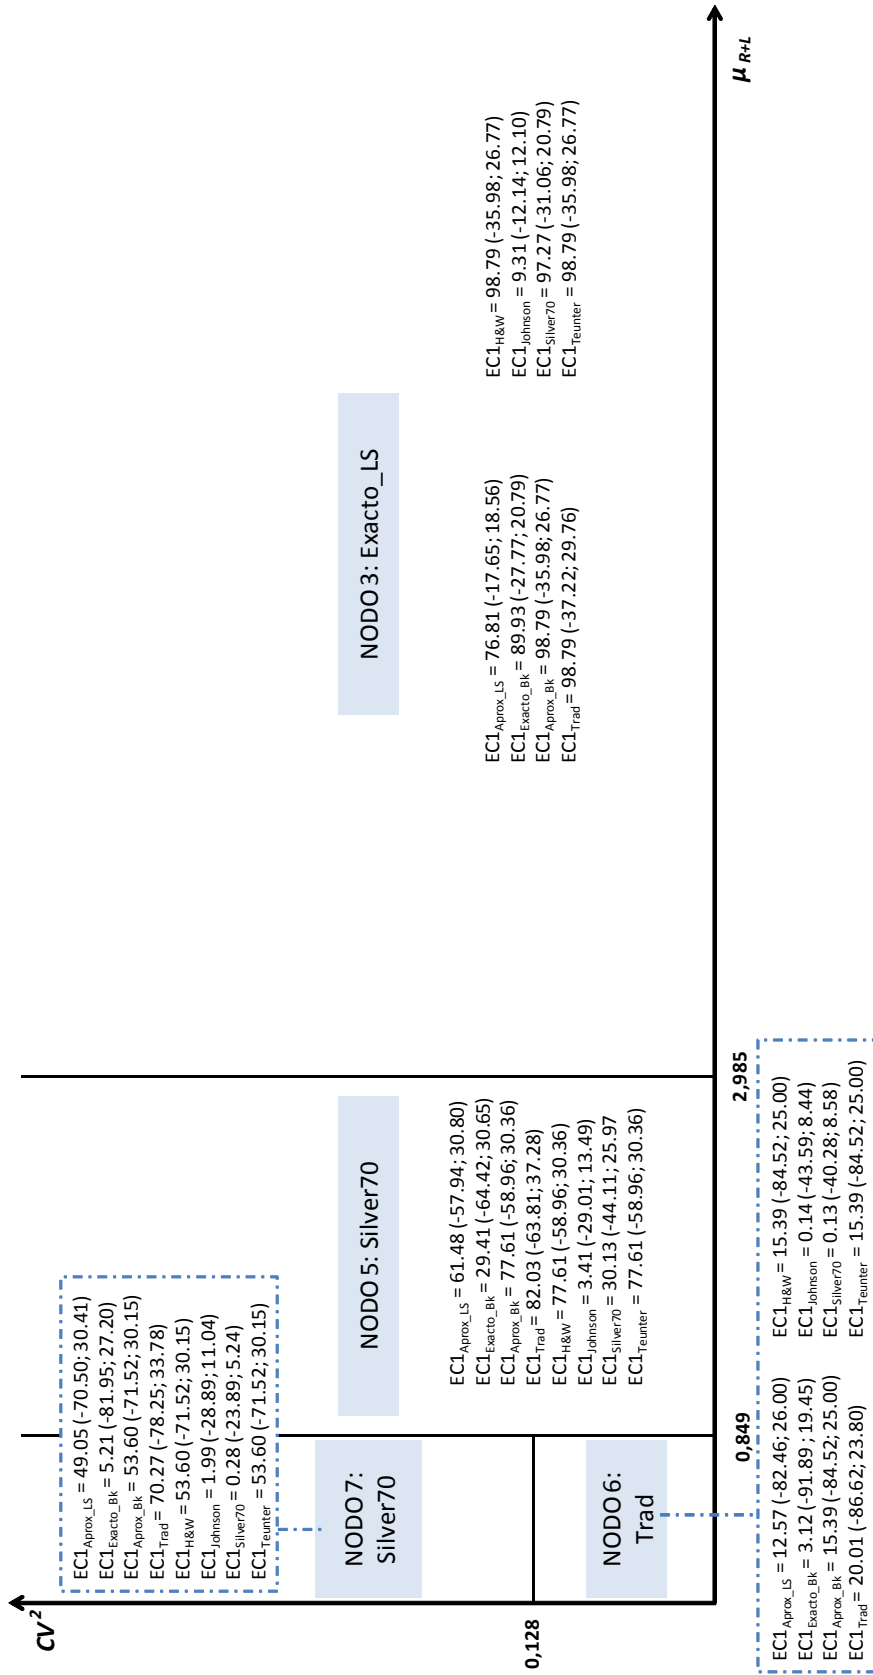 CV²
EC1Aprox_LS = 49.05 (-70.50; 30.41)
EC1Exacto_Bk = 5.21 (-81.95; 27.20)
EC1Aprox_Bk = 53.60 (-71.52; 30.15)
EC1Trad = 70.27 (-78.25; 33.78)
EC1H&W = 53.60 (-71.52; 30.15)
EC1Johnson = 1.99 (-28.89; 11.04)
EC1Silver70 = 0.28 (-23.89; 5.24)
EC1Teunter = 53.60 (-71.52; 30.15)
NODO 7:
Silver70
NODO 5: Silver70
EC1Aprox_LS = 61.48 (-57.94; 30.80)
EC1Exacto_Bk = 29.41 (-64.42; 30.65)
EC1Aprox_Bk = 77.61 (-58.96; 30.36)
EC1Trad = 82.03 (-63.81; 37.28)
EC1H&W = 77.61 (-58.96; 30.36)
EC1Johnson = 3.41 (-29.01; 13.49)
EC1Silver70 = 30.13 (-44.11; 25.97
EC1Teunter = 77.61 (-58.96; 30.36)
NODO 3: Exacto_LS
EC1Aprox_LS = 76.81 (-17.65; 18.56)
EC1Exacto_Bk = 89.93 (-27.77; 20.79)
EC1Aprox_Bk = 98.79 (-35.98; 26.77)
EC1Trad = 98.79 (-37.22; 29.76)
EC1H&W = 98.79 (-35.98; 26.77)
EC1Johnson = 9.31 (-12.14; 12.10)
EC1Silver70 = 97.27 (-31.06; 20.79)
EC1Teunter = 98.79 (-35.98; 26.77)
0,128
NODO 6:
Trad
0,849
2,985
μ R+L
EC1Aprox_LS = 12.57 (-82.46; 26.00)
EC1Exacto_Bk = 3.12 (-91.89 ; 19.45)
EC1Aprox_Bk = 15.39 (-84.52; 25.00)
EC1Trad = 20.01 (-86.62; 23.80)
EC1H&W = 15.39 (-84.52; 25.00)
EC1Johnson = 0.14 (-43.59; 8.44)
EC1Silver70 = 0.13 (-40.28; 8.58)
EC1Teunter = 15.39 (-84.52; 25.00)